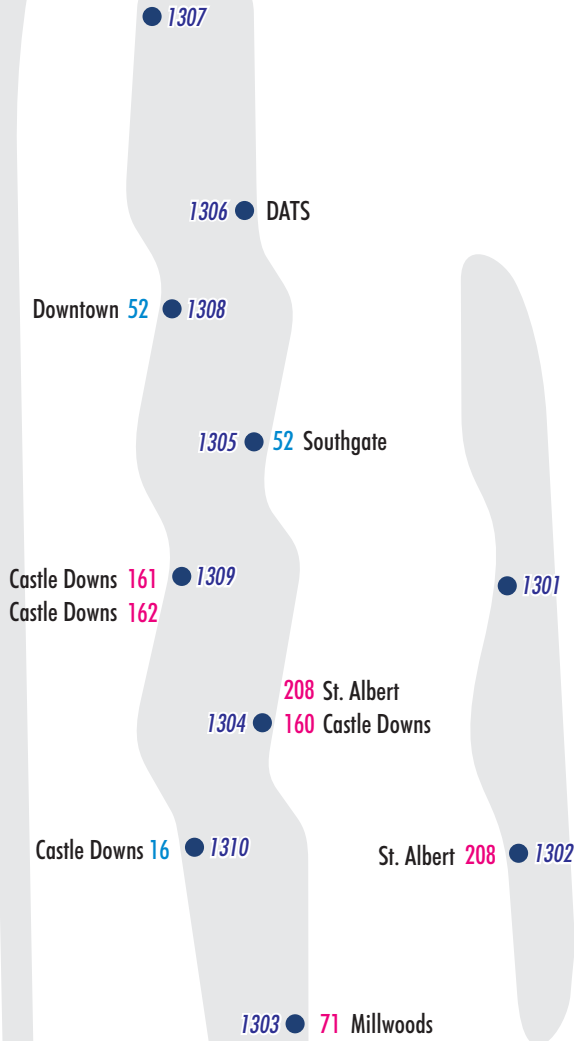 1307
1306 DATS
Downtown 52 1308
1305 52 Southgate
Castle Downs 161 1309
Castle Downs 162
1301
208 St. Albert
1304 160 Castle Downs
Castle Downs 16 1310
St. Albert 208 1302
1303 71 Millwoods